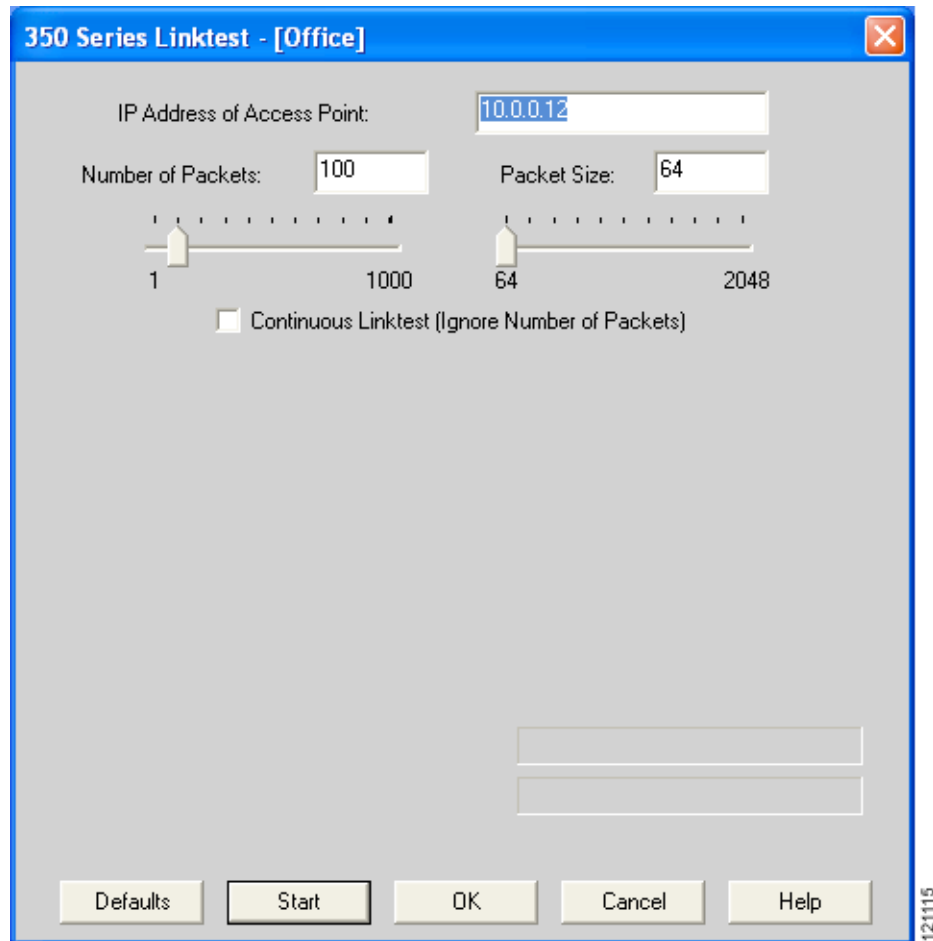 350 Series Linktest - [Office]
IP Address of Access Point: 10.0.0.12
Number of Packets: 100 Packet Size: 64
1 1000 64 2048
Continuous Linktest (Ignore Number of Packets)
Defaults Start OK Cancel Help
121115